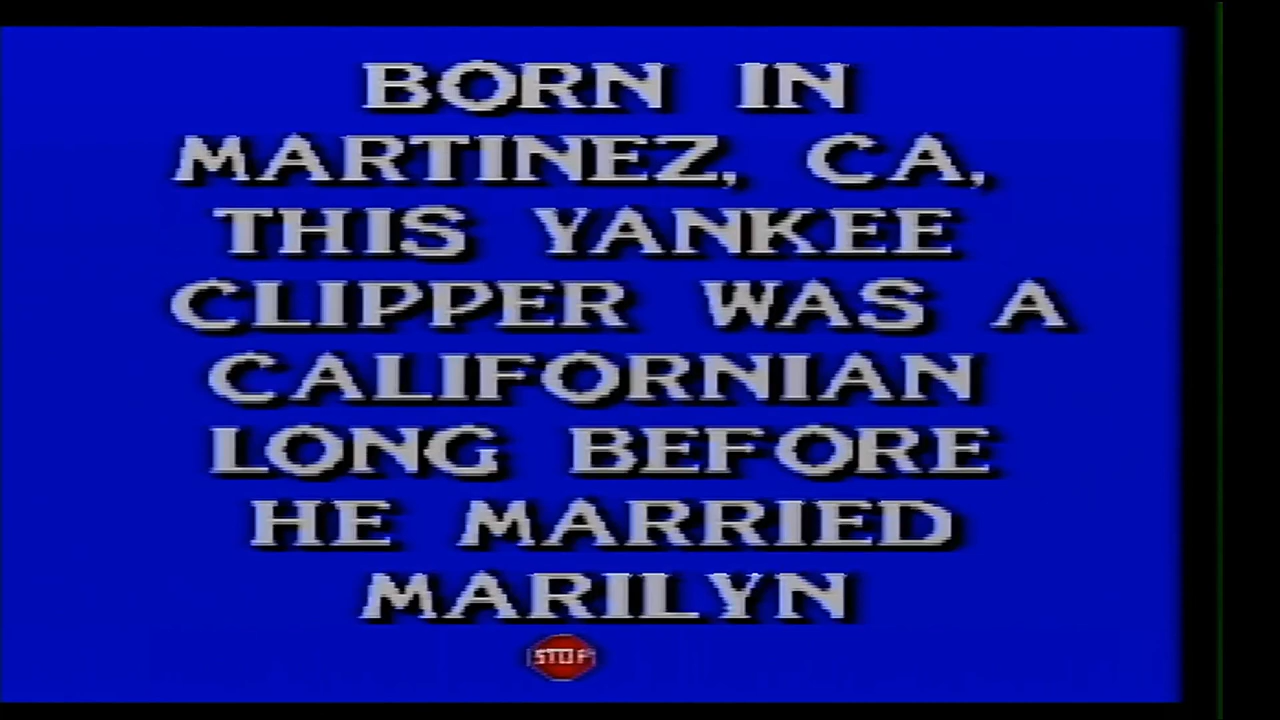 BORN IN
MARTINEZ, CA,
THIS YANKEE
CLIPPER WAS A
CALIFORNIAN
LONG BEFORE
HE MARRIED
MARILYN
STOP